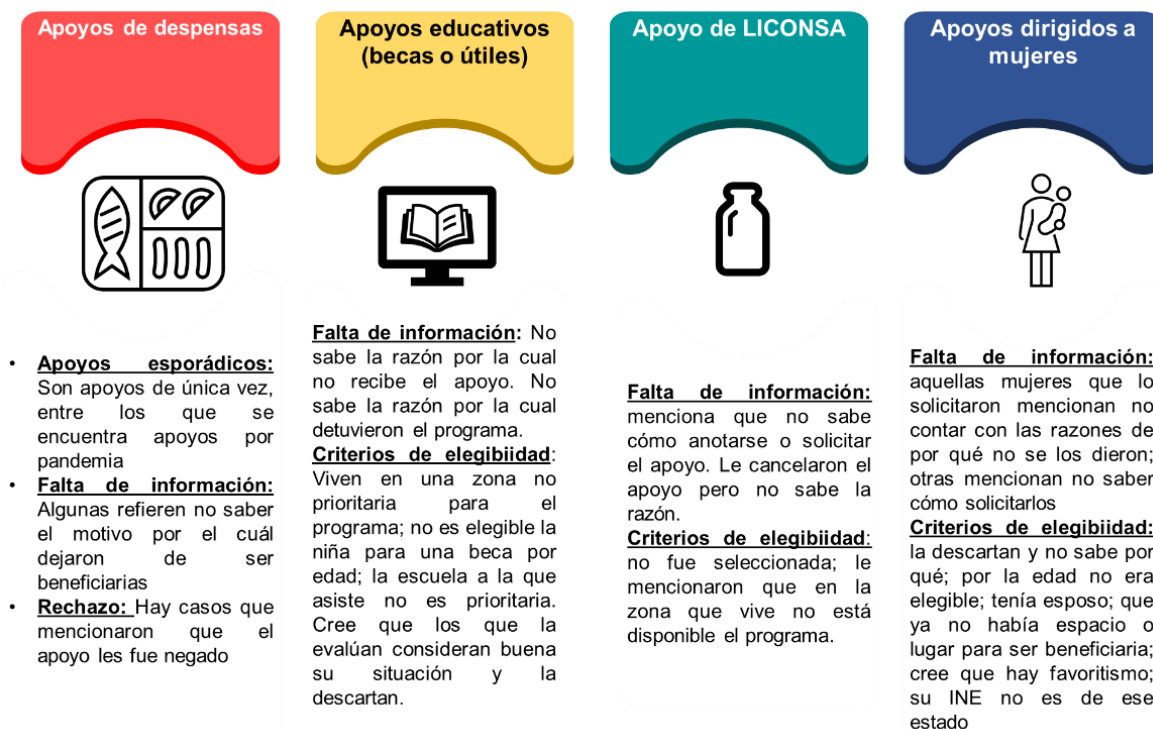 Apoyos de despensas
• Apoyos esporádicos:
Son apoyos de única vez,
entre los que se
encuentra apoyos por
pandemia
• Falta de información:
Algunas refieren no saber
el motivo por el cuál
dejaron de ser
beneficiarias
• Rechazo: Hay casos que
mencionaron que el
apoyo les fue negado
Apoyos educativos
(becas o útiles)
Falta de información: No
sabe la razón por la cual
no recibe el apoyo. No
sabe la razón por la cual
detuvieron el programa.
Criterios de elegibiidad:
Viven en una zona no
prioritaria para el
programa; no es elegible la
niña para una beca por
edad; la escuela a la que
asiste no es prioritaria.
Cree que los que la
evalúan consideran buena
su situación y la
descartan.
Apoyo de LICONSA
Falta de información:
menciona que no sabe
cómo anotarse o solicitar
el apoyo. Le cancelaron el
apoyo pero no sabe la
razón.
Criterios de elegibiidad:
no fue seleccionada; le
mencionaron que en la
zona que vive no está
disponible el programa.
Apoyos dirigidos a
mujeres
Falta de información:
aquellas mujeres que lo
solicitaron mencionan no
contar con las razones de
por qué no se los dieron;
otras mencionan no saber
cómo solicitarlos
Criterios de elegibiidad:
la descartan y no sabe por
qué; por la edad no era
elegible; tenía esposo; que
ya no había espacio o
lugar para ser beneficiaria;
cree que hay favoritismo;
su INE no es de ese
estado